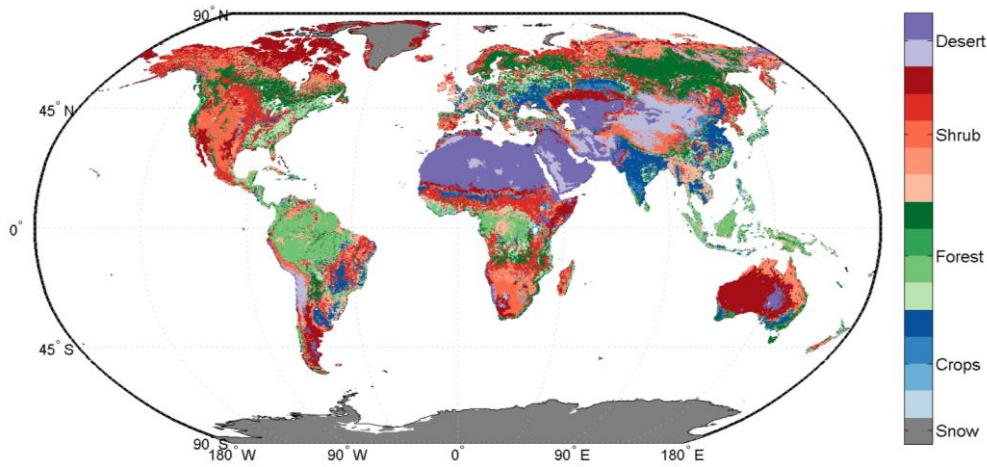 90° N
45° N
0°
45° S
90° S
180° W
90° W
0°
90° E
180° E
Desert
Shrub
Forest
Crops
Snow